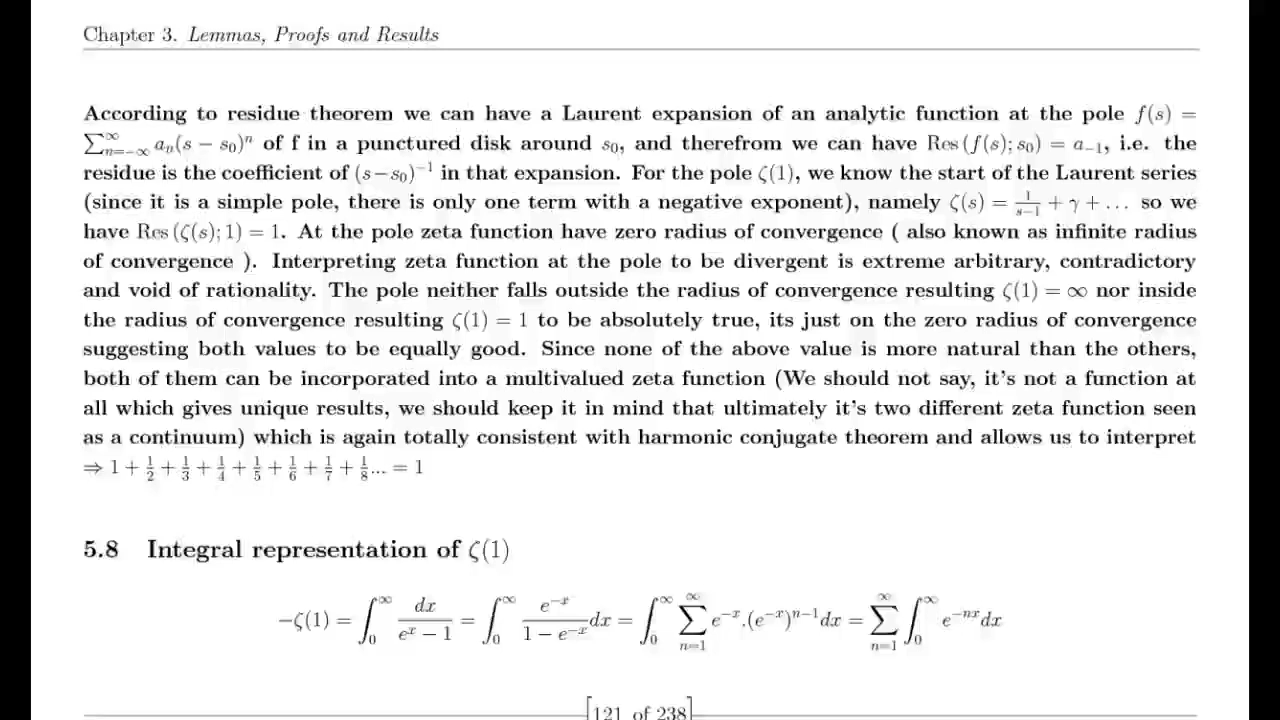 Chapter 3. Lemmas, Proofs and Results
According to residue theorem we can have a Laurent expansion of an analytic function at the pole f(s) =
∑_{n=−∞}^{∞} a_n(s − s_0)^n of f in a punctured disk around s_0, and therefrom we can have Res (f(s); s_0) = a_{−1}, i.e. the
residue is the coefficient of (s−s_0)^{−1} in that expansion. For the pole ζ(1), we know the start of the Laurent series
(since it is a simple pole, there is only one term with a negative exponent), namely ζ(s) = 1/(s−1) + γ + ... so we
have Res (ζ(s); 1) = 1. At the pole zeta function have zero radius of convergence ( also known as infinite radius
of convergence ). Interpreting zeta function at the pole to be divergent is extreme arbitrary, contradictory
and void of rationality. The pole neither falls outside the radius of convergence resulting ζ(1) = ∞ nor inside
the radius of convergence resulting ζ(1) = 1 to be absolutely true, its just on the zero radius of convergence
suggesting both values to be equally good. Since none of the above value is more natural than the others,
both of them can be incorporated into a multivalued zeta function (We should not say, it's not a function at
all which gives unique results, we should keep it in mind that ultimately it's two different zeta function seen
as a continuum) which is again totally consistent with harmonic conjugate theorem and allows us to interpret
⇒ 1 + 1/2 + 1/3 + 1/4 + 1/5 + 1/6 + 1/7 + 1/8... = 1
5.8 Integral representation of ζ(1)
−ζ(1) = ∫_0^∞ dx/(e^x − 1) = ∫_0^∞ e^{−x}/(1 − e^{−x}) dx = ∫_0^∞ ∑_{n=1}^{∞} e^{−x}.(e^{−x})^{n−1}dx = ∑_{n=1}^{∞} ∫_0^∞ e^{−nx}dx
[121 of 238]